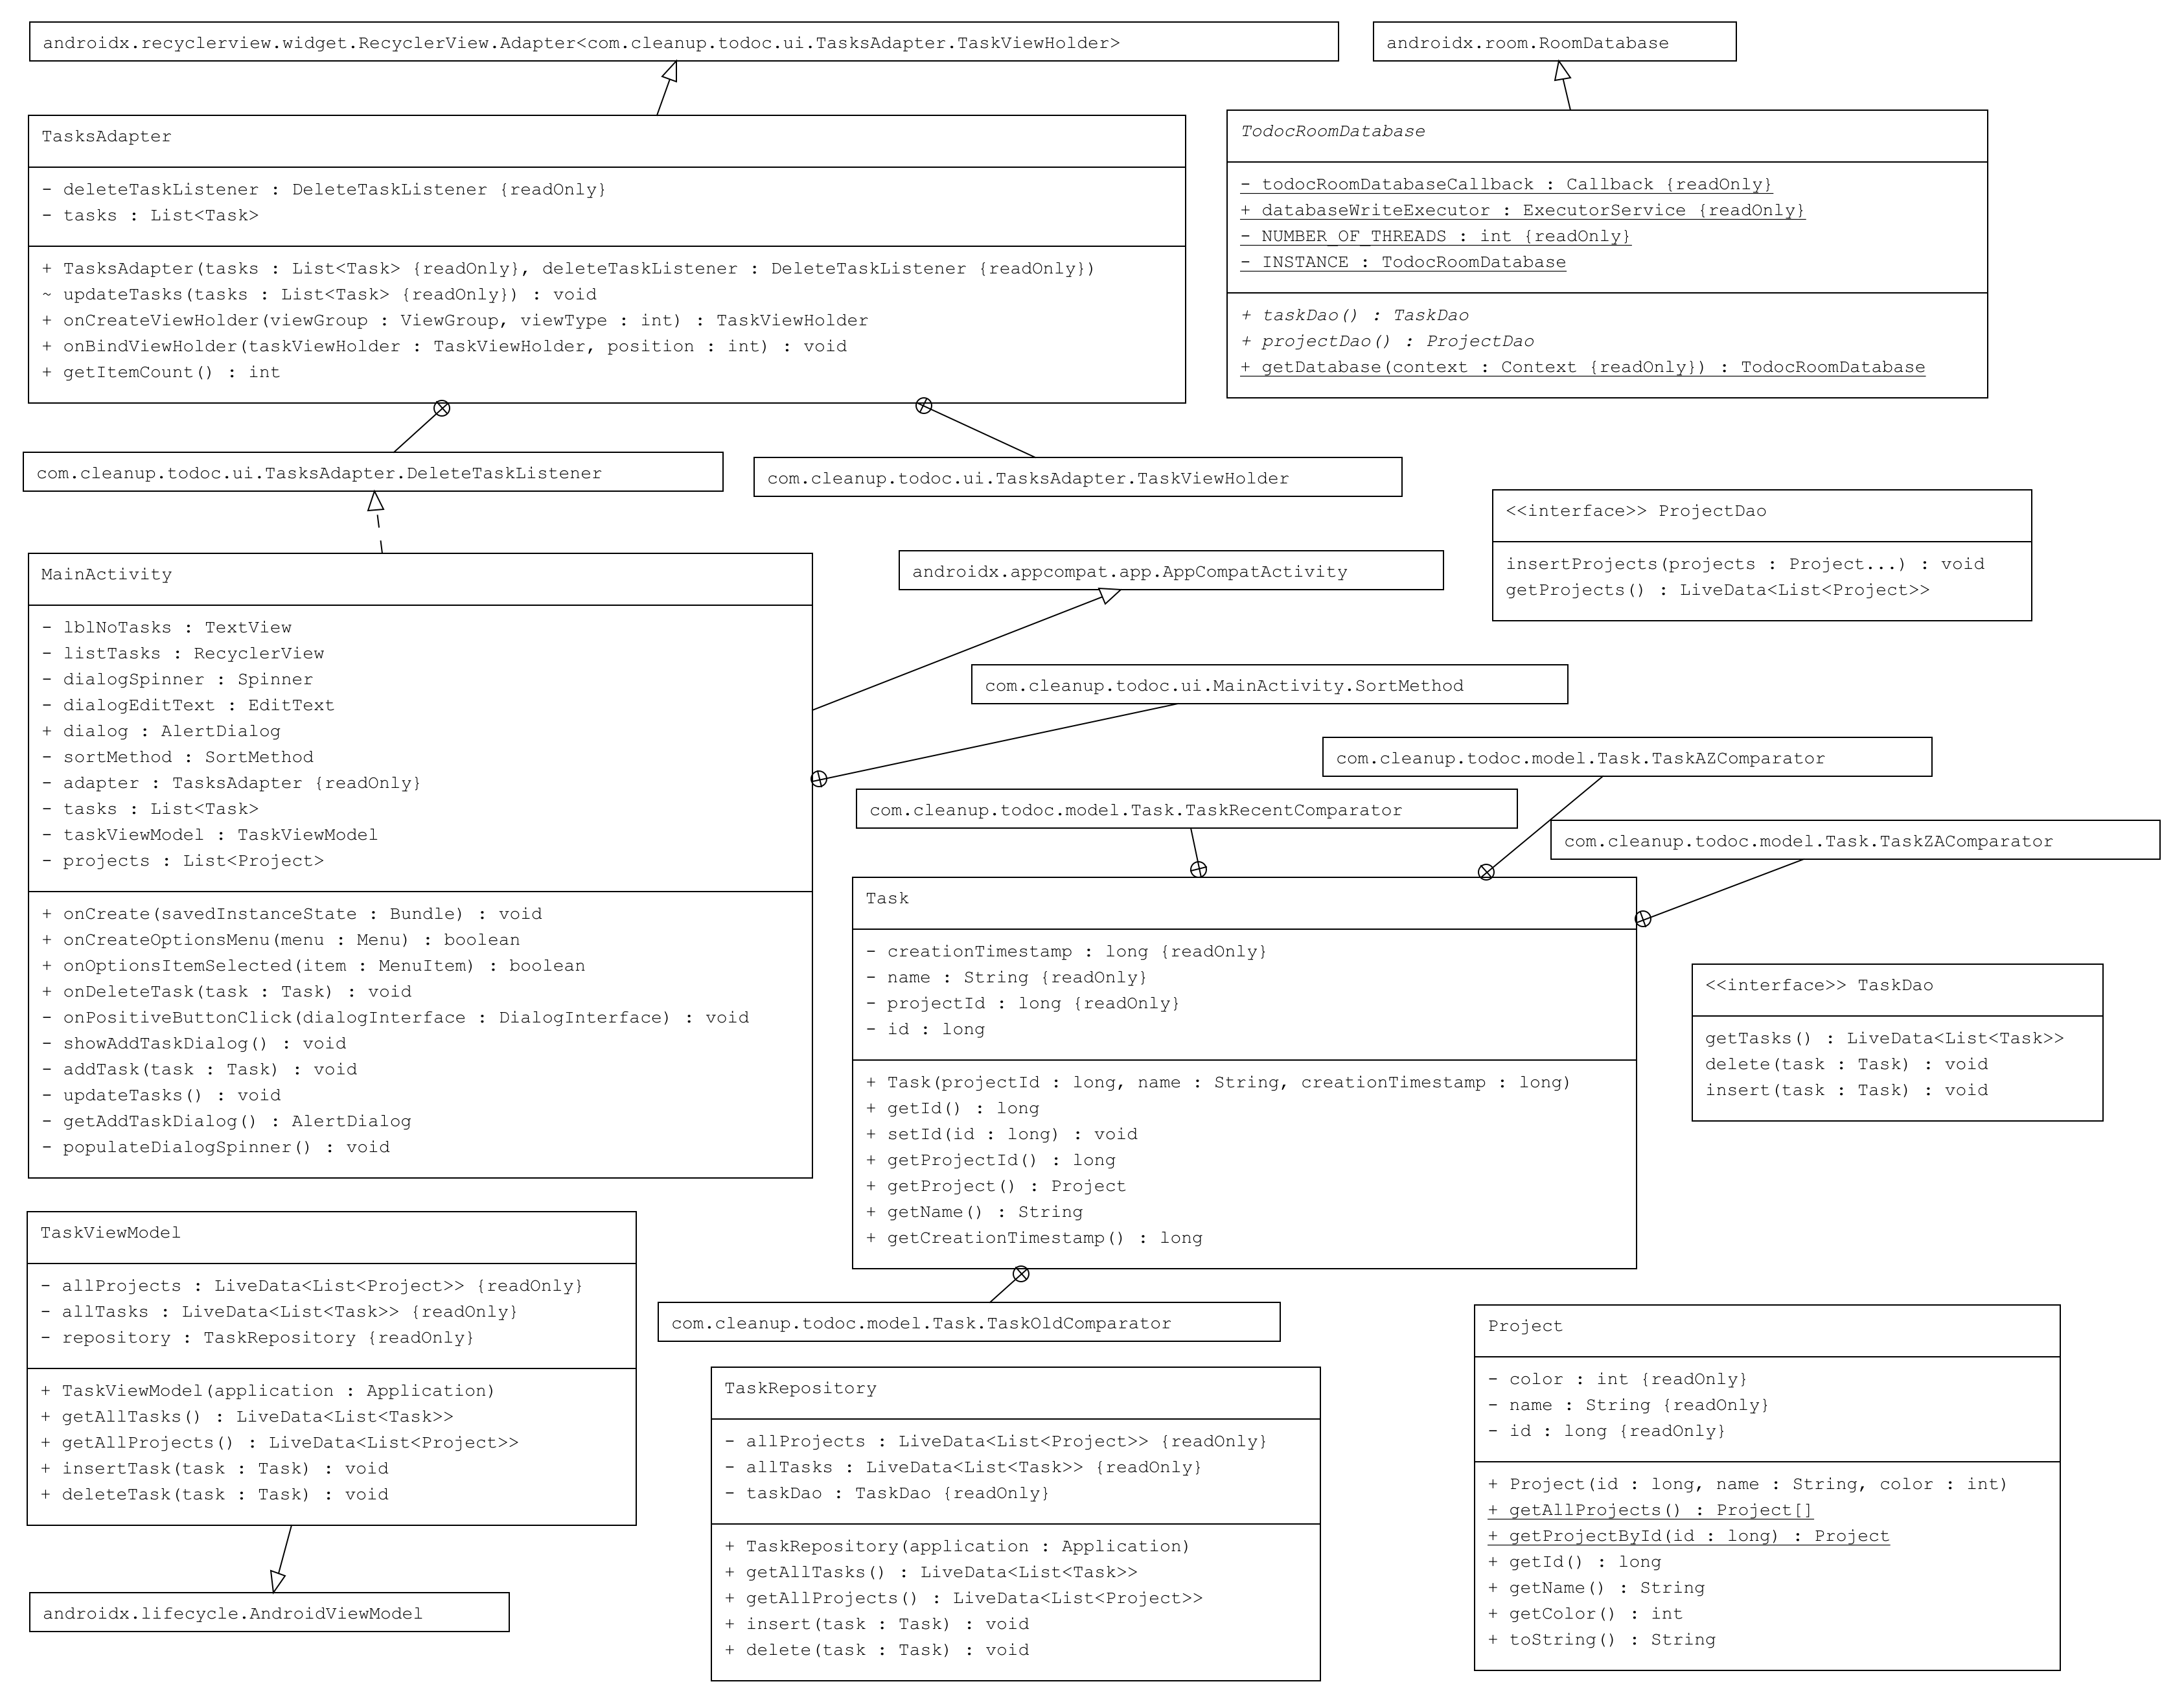 androidx.recyclerview.widget.RecyclerView.Adapter<com.cleanup.todoc.ui.TasksAdapter.TaskViewHolder>
androidx.room.RoomDatabase
TasksAdapter
- deleteTaskListener : DeleteTaskListener {readOnly}
- tasks : List<Task>
+ TasksAdapter(tasks : List<Task> {readOnly}, deleteTaskListener : DeleteTaskListener {readOnly})
~ updateTasks(tasks : List<Task> {readOnly}) : void
+ onCreateViewHolder(viewGroup : ViewGroup, viewType : int) : TaskViewHolder
+ onBindViewHolder(taskViewHolder : TaskViewHolder, position : int) : void
+ getItemCount() : int
TodocRoomDatabase
- todocRoomDatabaseCallback : Callback {readOnly}
+ databaseWriteExecutor : ExecutorService {readOnly}
- NUMBER_OF_THREADS : int {readOnly}
- INSTANCE : TodocRoomDatabase
+ taskDao() : TaskDao
+ projectDao() : ProjectDao
+ getDatabase(context : Context {readOnly}) : TodocRoomDatabase
com.cleanup.todoc.ui.TasksAdapter.DeleteTaskListener
com.cleanup.todoc.ui.TasksAdapter.TaskViewHolder
<<interface>> ProjectDao
insertProjects(projects : Project...) : void
getProjects() : LiveData<List<Project>>
MainActivity
- lblNoTasks : TextView
- listTasks : RecyclerView
- dialogSpinner : Spinner
- dialogEditText : EditText
+ dialog : AlertDialog
- sortMethod : SortMethod
- adapter : TasksAdapter {readOnly}
- tasks : List<Task>
- taskViewModel : TaskViewModel
- projects : List<Project>
+ onCreate(savedInstanceState : Bundle) : void
+ onCreateOptionsMenu(menu : Menu) : boolean
+ onOptionsItemSelected(item : MenuItem) : boolean
+ onDeleteTask(task : Task) : void
- onPositiveButtonClick(dialogInterface : DialogInterface) : void
- showAddTaskDialog() : void
- addTask(task : Task) : void
- updateTasks() : void
- getAddTaskDialog() : AlertDialog
- populateDialogSpinner() : void
androidx.appcompat.app.AppCompatActivity
com.cleanup.todoc.ui.MainActivity.SortMethod
com.cleanup.todoc.model.Task.TaskAZComparator
com.cleanup.todoc.model.Task.TaskRecentComparator
com.cleanup.todoc.model.Task.TaskZAComparator
Task
- creationTimestamp : long {readOnly}
- name : String {readOnly}
- projectId : long {readOnly}
- id : long
+ Task(projectId : long, name : String, creationTimestamp : long)
+ getId() : long
+ setId(id : long) : void
+ getProjectId() : long
+ getProject() : Project
+ getName() : String
+ getCreationTimestamp() : long
<<interface>> TaskDao
getTasks() : LiveData<List<Task>>
delete(task : Task) : void
insert(task : Task) : void
TaskViewModel
- allProjects : LiveData<List<Project>> {readOnly}
- allTasks : LiveData<List<Task>> {readOnly}
- repository : TaskRepository {readOnly}
+ TaskViewModel(application : Application)
+ getAllTasks() : LiveData<List<Task>>
+ getAllProjects() : LiveData<List<Project>>
+ insertTask(task : Task) : void
+ deleteTask(task : Task) : void
com.cleanup.todoc.model.Task.TaskOldComparator
TaskRepository
- allProjects : LiveData<List<Project>> {readOnly}
- allTasks : LiveData<List<Task>> {readOnly}
- taskDao : TaskDao {readOnly}
+ TaskRepository(application : Application)
+ getAllTasks() : LiveData<List<Task>>
+ getAllProjects() : LiveData<List<Project>>
+ insert(task : Task) : void
+ delete(task : Task) : void
Project
- color : int {readOnly}
- name : String {readOnly}
- id : long {readOnly}
+ Project(id : long, name : String, color : int)
+ getAllProjects() : Project[]
+ getProjectById(id : long) : Project
+ getId() : long
+ getName() : String
+ getColor() : int
+ toString() : String
androidx.lifecycle.AndroidViewModel